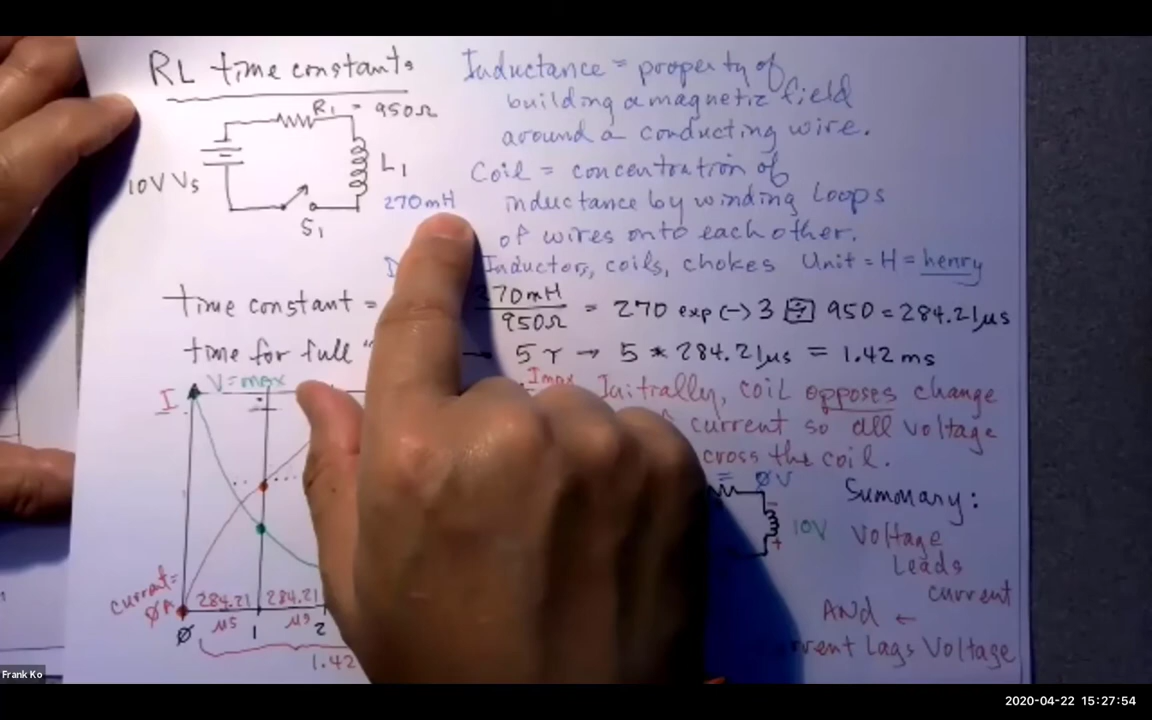 RL time constants
R1 = 950Ω
10V Vs
L1
270mH
S1
Inductance = property of
building a magnetic field
around a conducting wire.
Coil = concentration of
inductance by winding loops
of wires onto each other.
Inductors, coils, chokes Unit = H = henry
time constant = 270mH / 950Ω = 270 exp (-) 3 ÷ 950 = 284.21μs
time for full → 5 τ → 5 * 284.21μs = 1.42 ms
I V=max
Imax
Initially, coil opposes change
current so all voltage
cross the coil.
= ØV
10V
- +
Summary:
Voltage
Leads
current
AND ←
rrent Lags Voltage
current=
ØA
284.21 284.21
μs μs
Ø 1 2
1.42
Frank Ko
2020-04-22 15:27:54